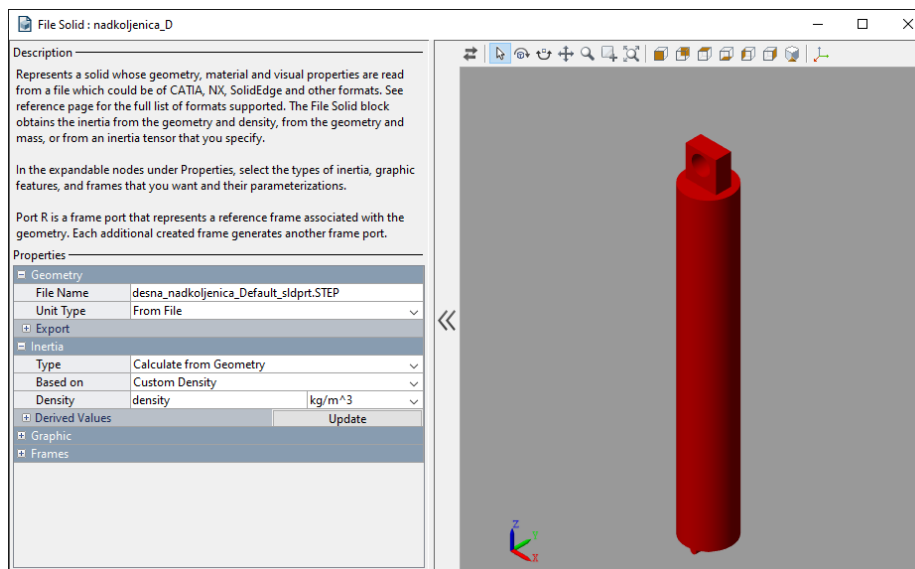 File Solid : nadkoljenica_D
Description
Represents a solid whose geometry, material and visual properties are read
from a file which could be of CATIA, NX, SolidEdge and other formats. See
reference page for the full list of formats supported. The File Solid block
obtains the inertia from the geometry and density, from the geometry and
mass, or from an inertia tensor that you specify.
In the expandable nodes under Properties, select the types of inertia, graphic
features, and frames that you want and their parameterizations.
Port R is a frame port that represents a reference frame associated with the
geometry. Each additional created frame generates another frame port.
Properties
Geometry
File Name desna_nadkoljenica_Default_sldprt.STEP
Unit Type From File
Export
Inertia
Type Calculate from Geometry
Based on Custom Density
Density density kg/m^3
Derived Values Update
Graphic
Frames
Z
Y
X